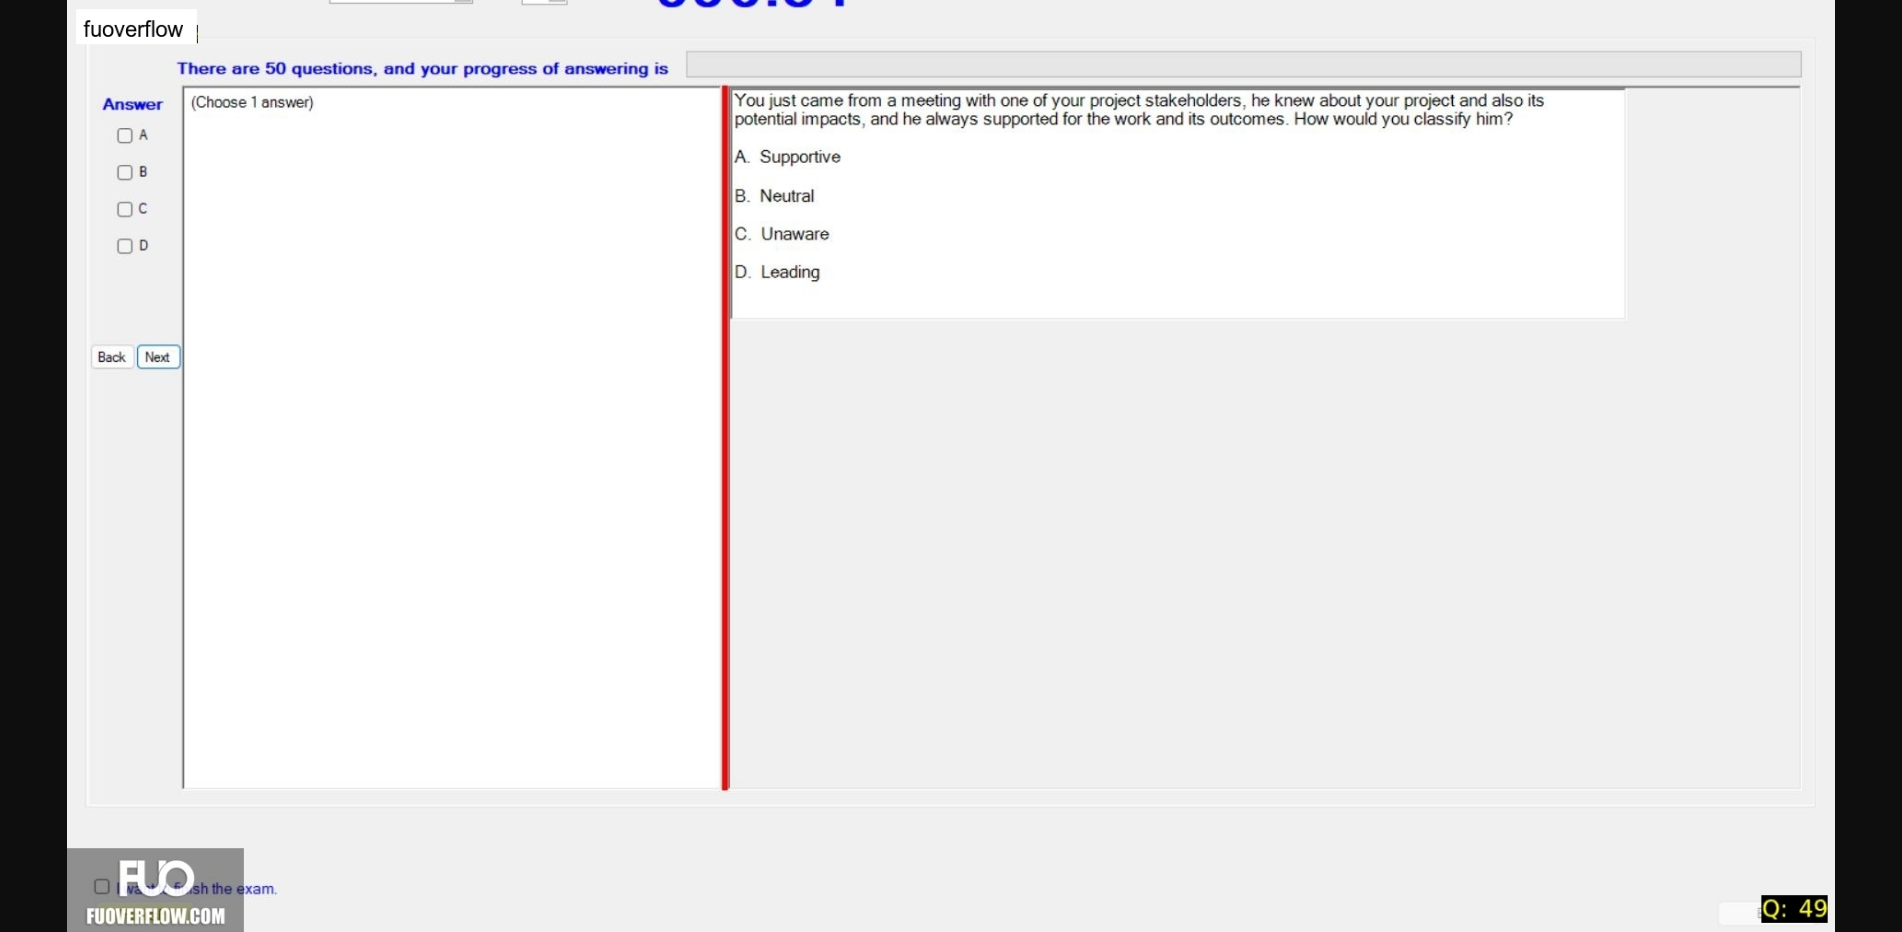 fuoverflow
There are 50 questions, and your progress of answering is
Answer
A
B
C
D
Back Next
(Choose 1 answer)
You just came from a meeting with one of your project stakeholders, he knew about your project and also its
potential impacts, and he always supported for the work and its outcomes. How would you classify him?
A. Supportive
B. Neutral
C. Unaware
D. Leading
FUO
sh the exam.
FUOVERFLOW.COM
Q: 49